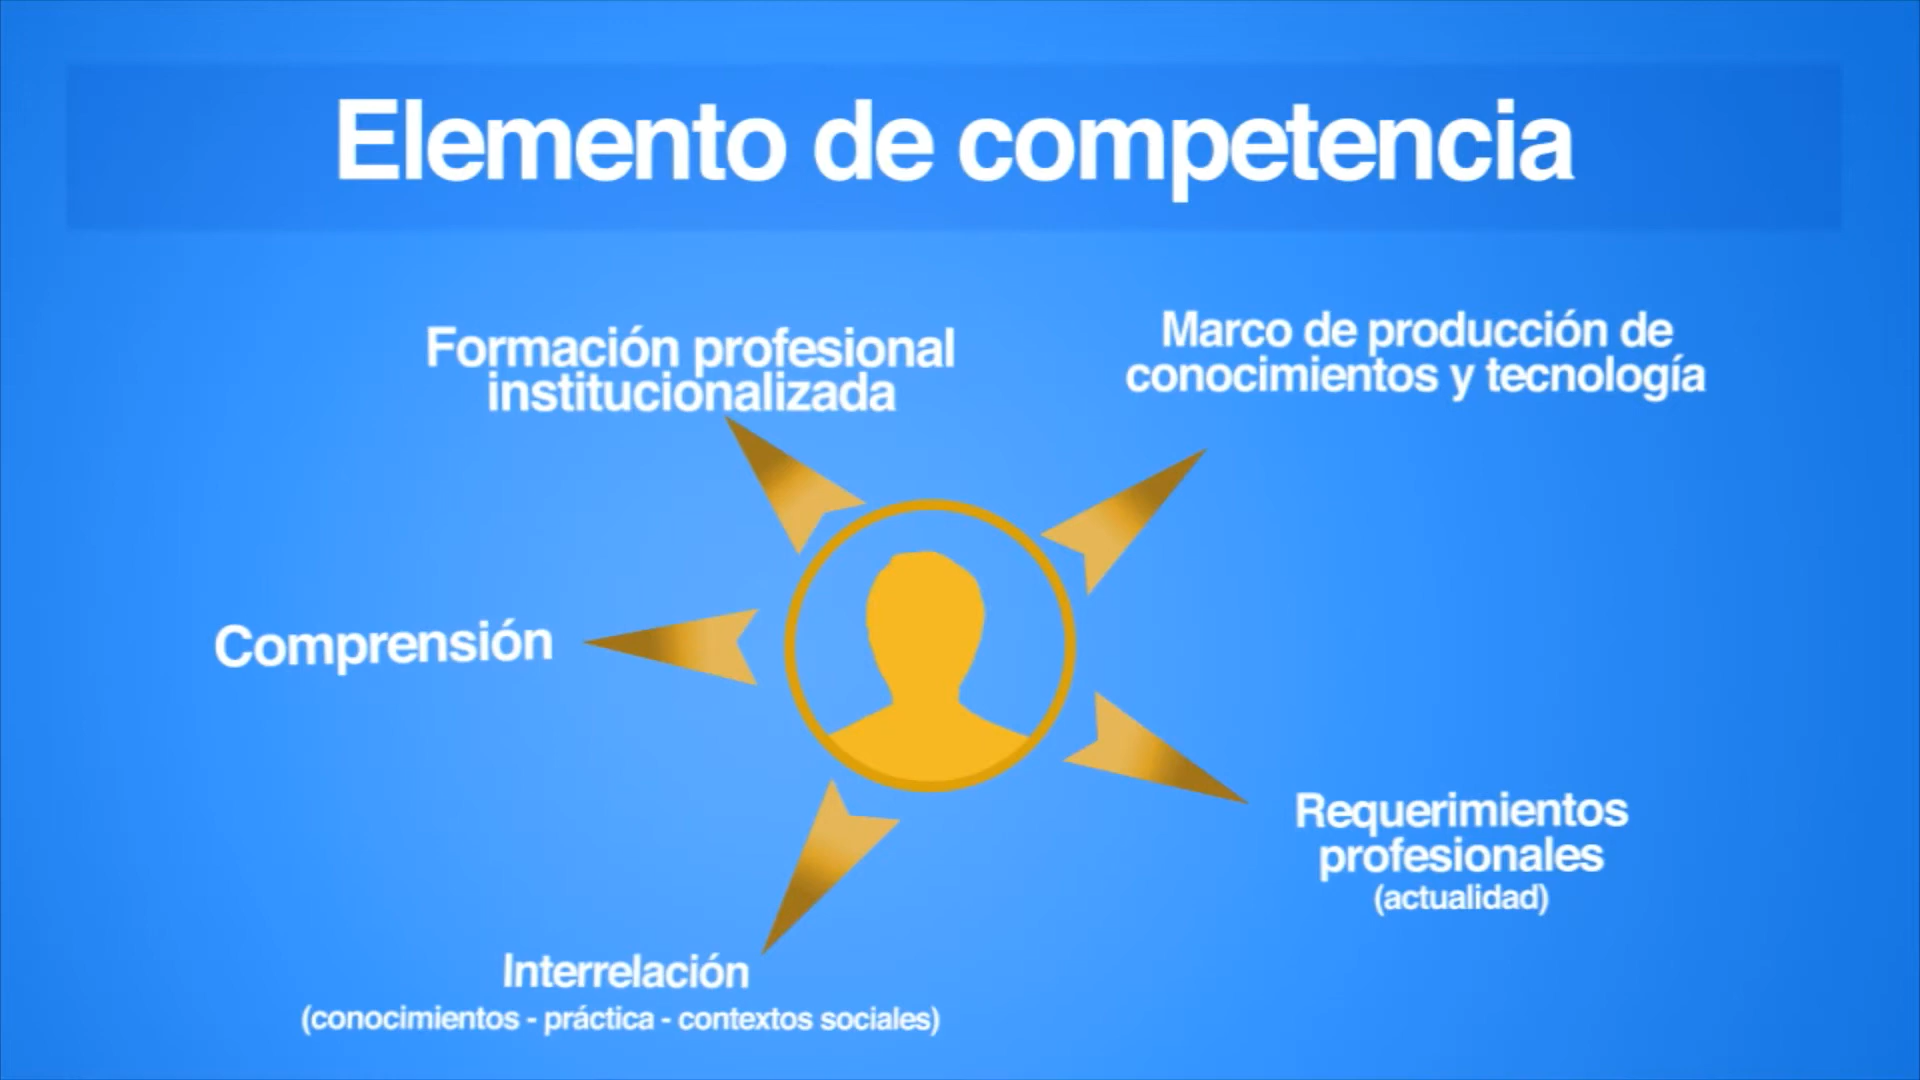 Elemento de competencia
Formación profesional
institucionalizada
Marco de producción de
conocimientos y tecnología
Comprensión
Requerimientos
profesionales
(actualidad)
Interrelación
(conocimientos - práctica - contextos sociales)